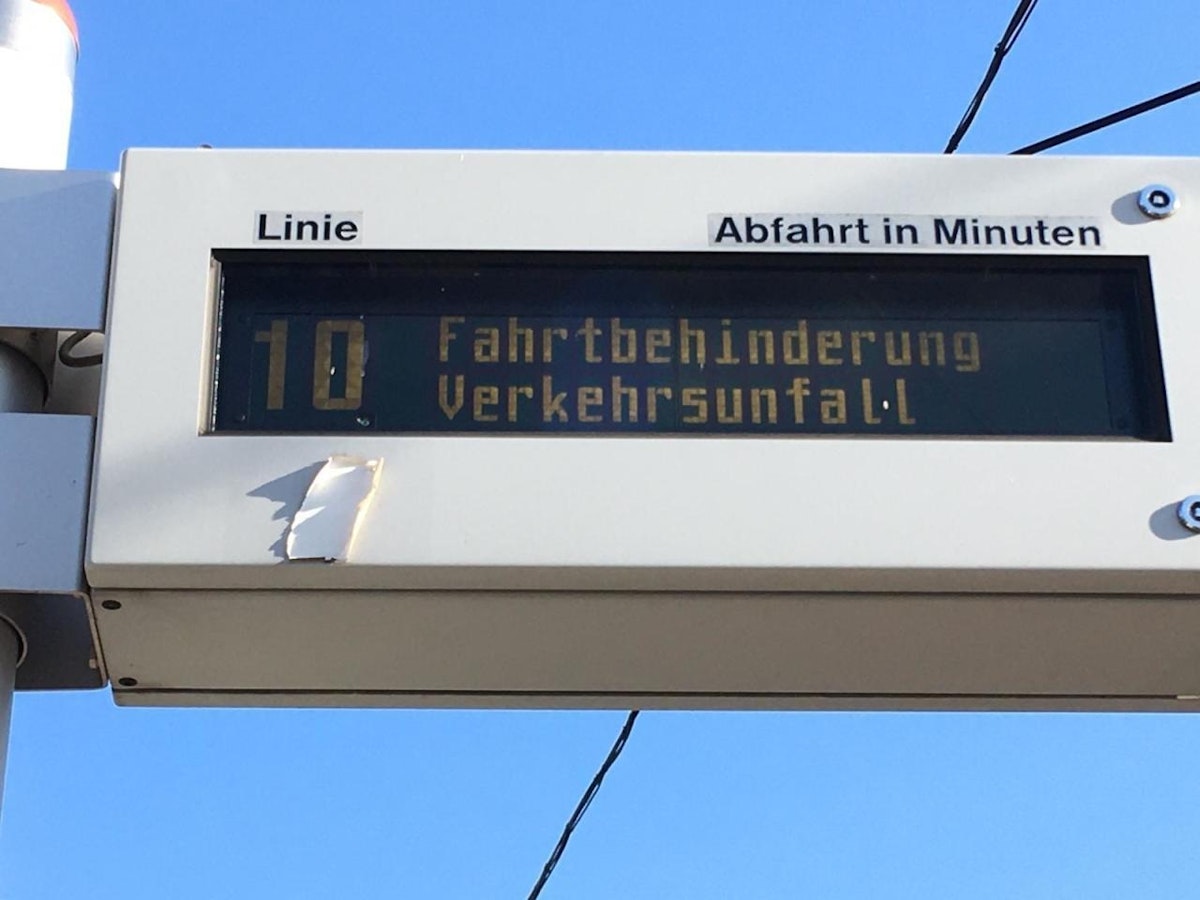 Linie Abfahrt in Minuten
10 Fahrtbehinderung
Verkehrsunfall